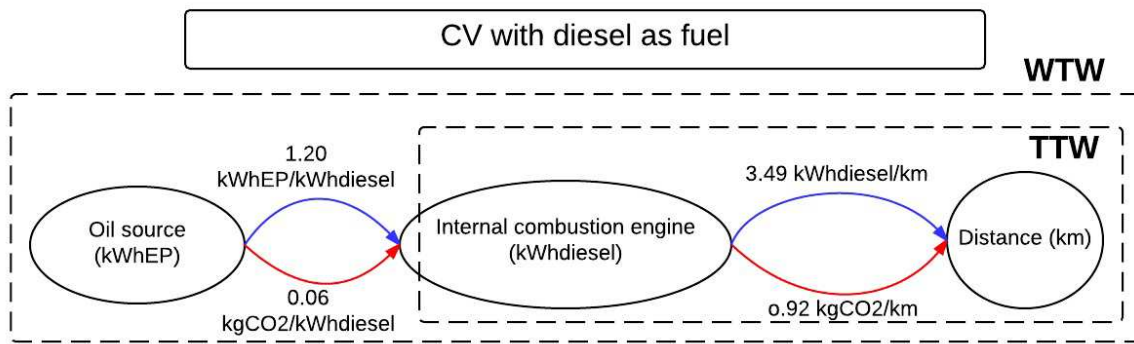 CV with diesel as fuel
WTW
TTW
1.20
kWhEP/kWhdiesel
3.49 kWhdiesel/km
Oil source
(kWhEP)
Internal combustion engine
(kWhdiesel)
Distance (km)
0.06
kgCO2/kWhdiesel
o.92 kgCO2/km